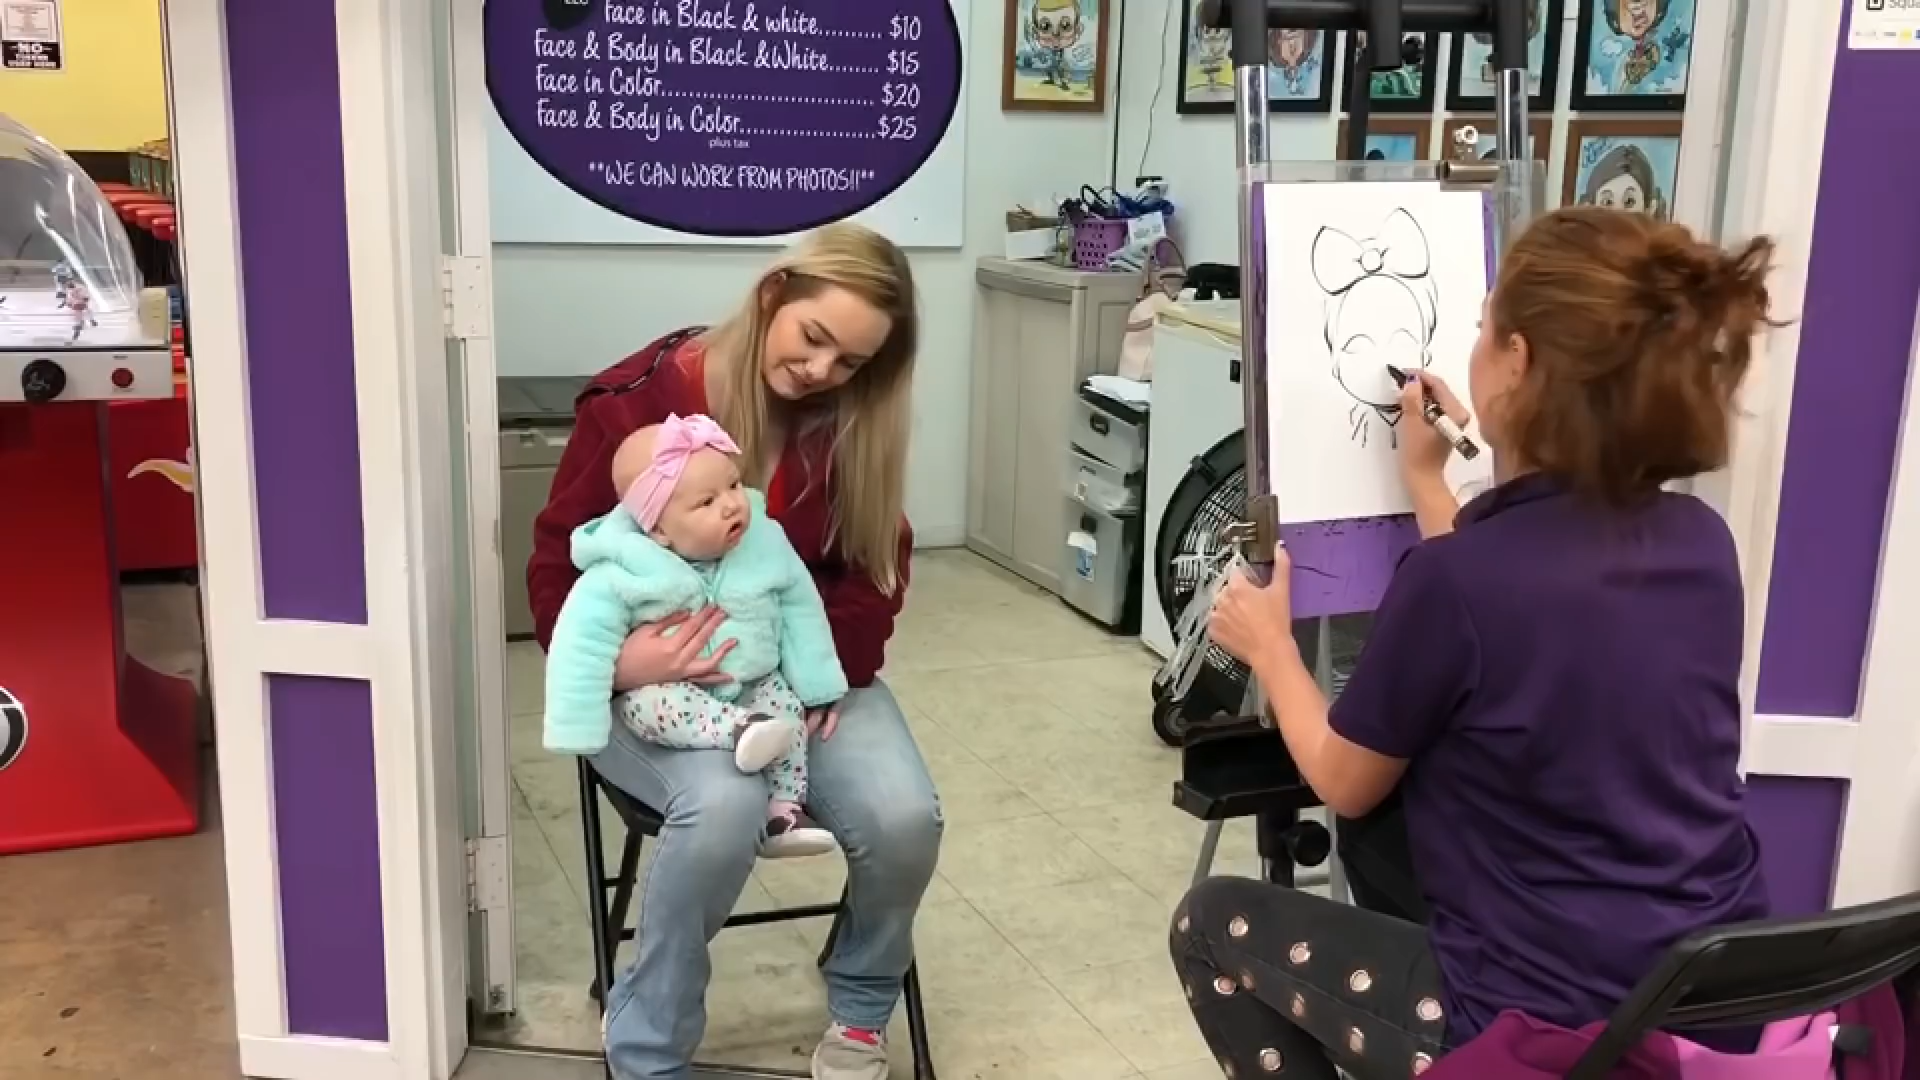 Face in Black & white.......... $10
Face & Body in Black &White........ $15
Face in Color.............................. $20
Face & Body in Color...................$25
plus tax
**WE CAN WORK FROM PHOTOS!!**
NO